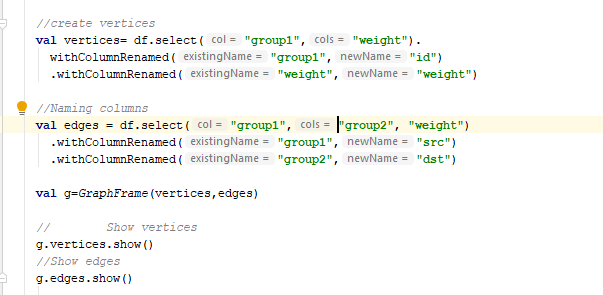 //create vertices
val vertices= df.select( col = "group1", cols = "weight").
withColumnRenamed( existingName = "group1", newName = "id")
.withColumnRenamed( existingName = "weight", newName = "weight")
//Naming columns
val edges = df.select( col = "group1", cols = "group2", "weight")
.withColumnRenamed( existingName = "group1", newName = "src")
.withColumnRenamed( existingName = "group2", newName = "dst")
val g=GraphFrame(vertices,edges)
// Show vertices
g.vertices.show()
//Show edges
g.edges.show()